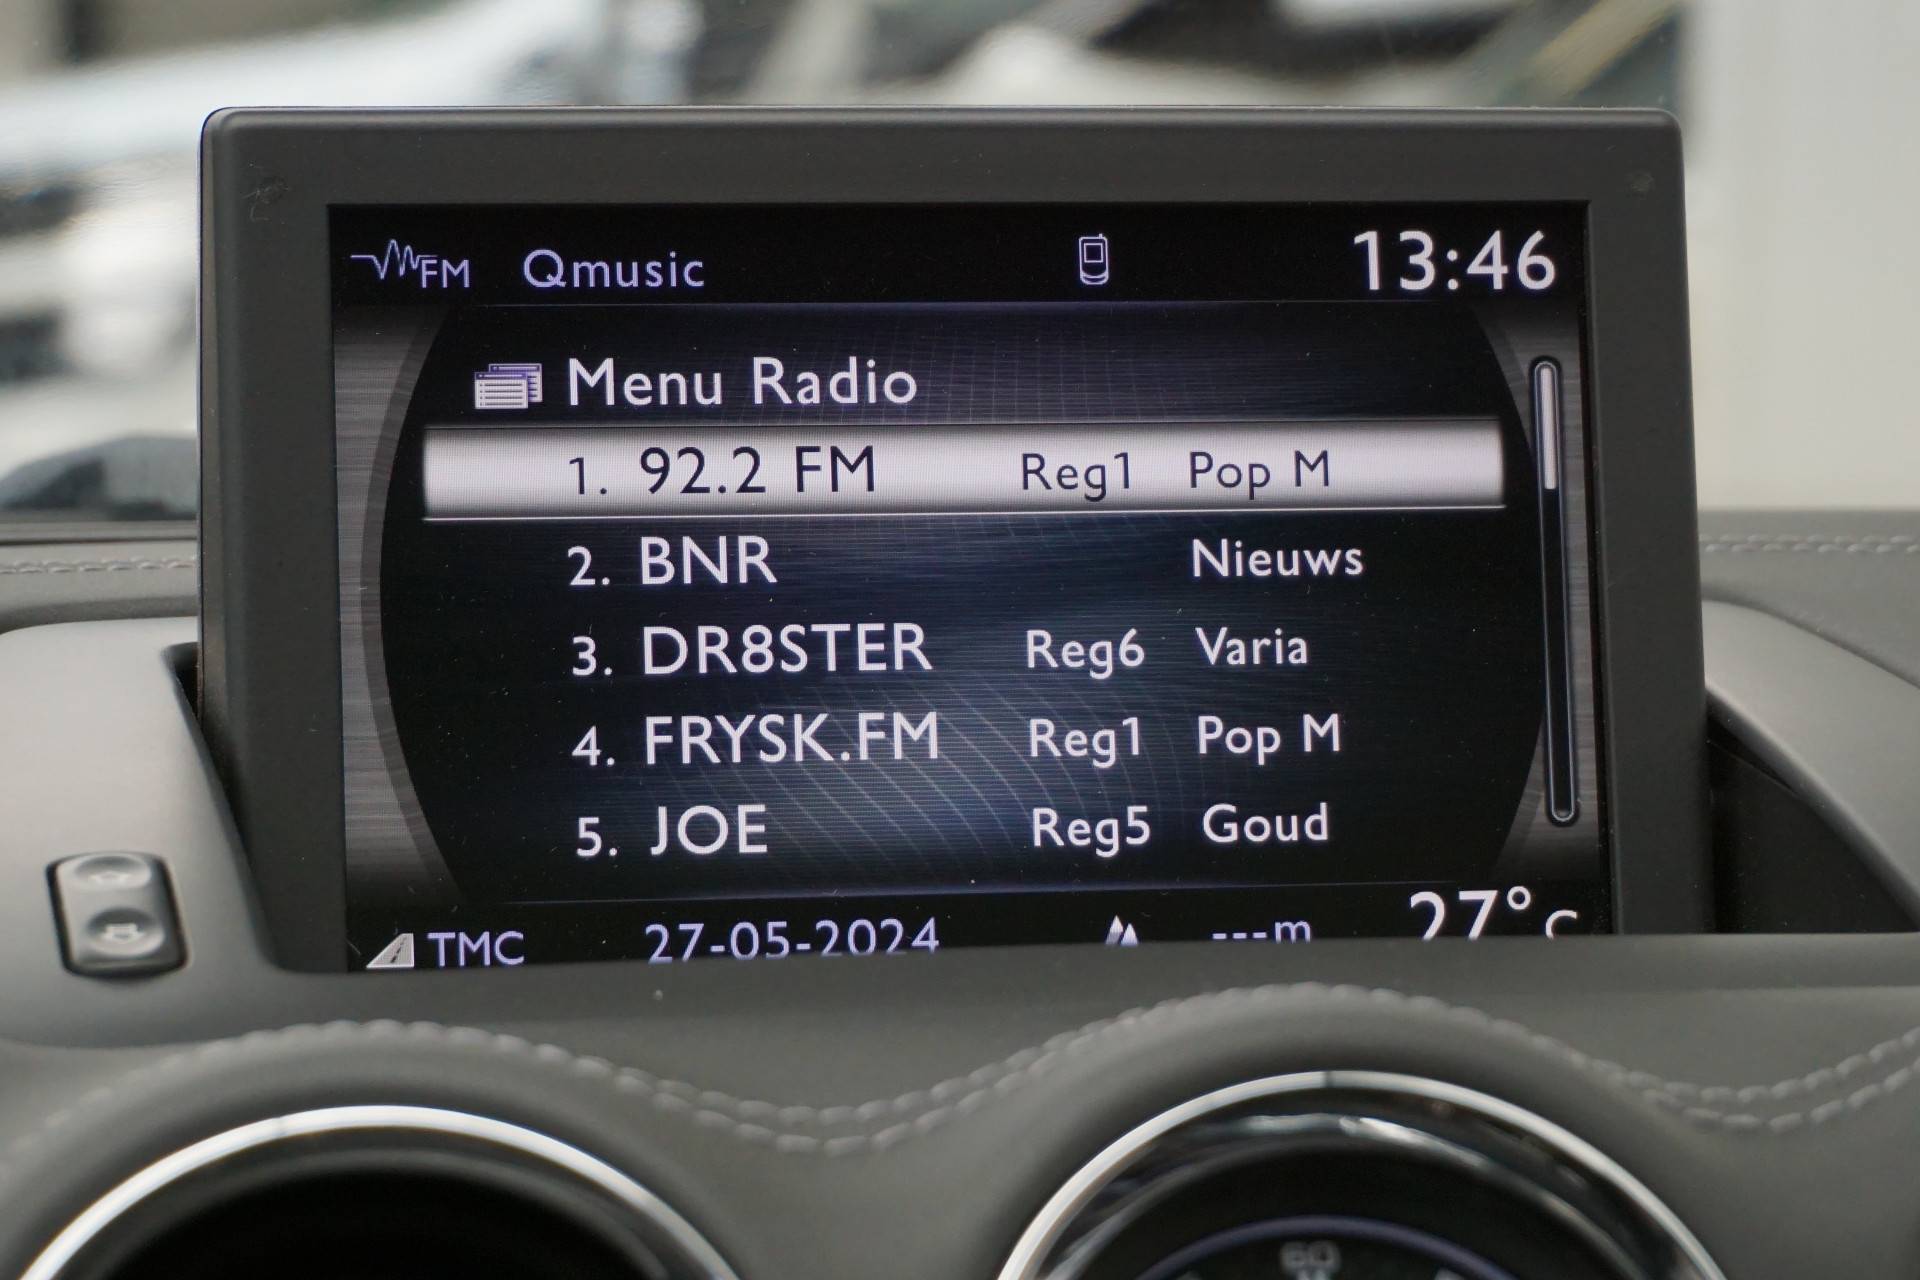 FM Qmusic 13:46
Menu Radio
1. 92.2 FM Reg1 Pop M
2. BNR Nieuws
3. DR8STER Reg6 Varia
4. FRYSK.FM Reg1 Pop M
5. JOE Reg5 Goud
TMC 27-05-2024 ---m 27° C
60